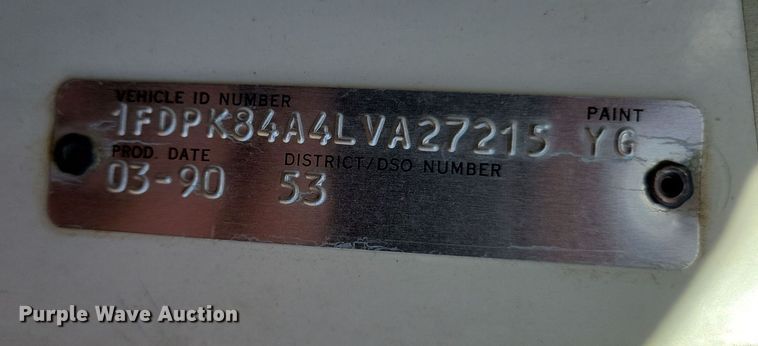 VEHICLE ID NUMBER
PAINT
1FDPK84A4LVA27215 YG
PROD. DATE DISTRICT/DSO NUMBER
03-90 53
Purple Wave Auction